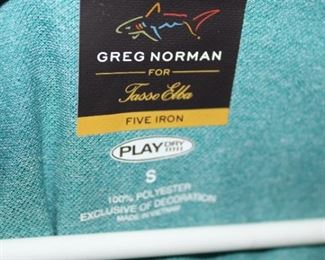 GREG NORMAN
FOR
Tasso Elba
FIVE IRON
PLAY DRY
S
100% POLYESTER
EXCLUSIVE OF DECORATION
MADE IN VIETNAM